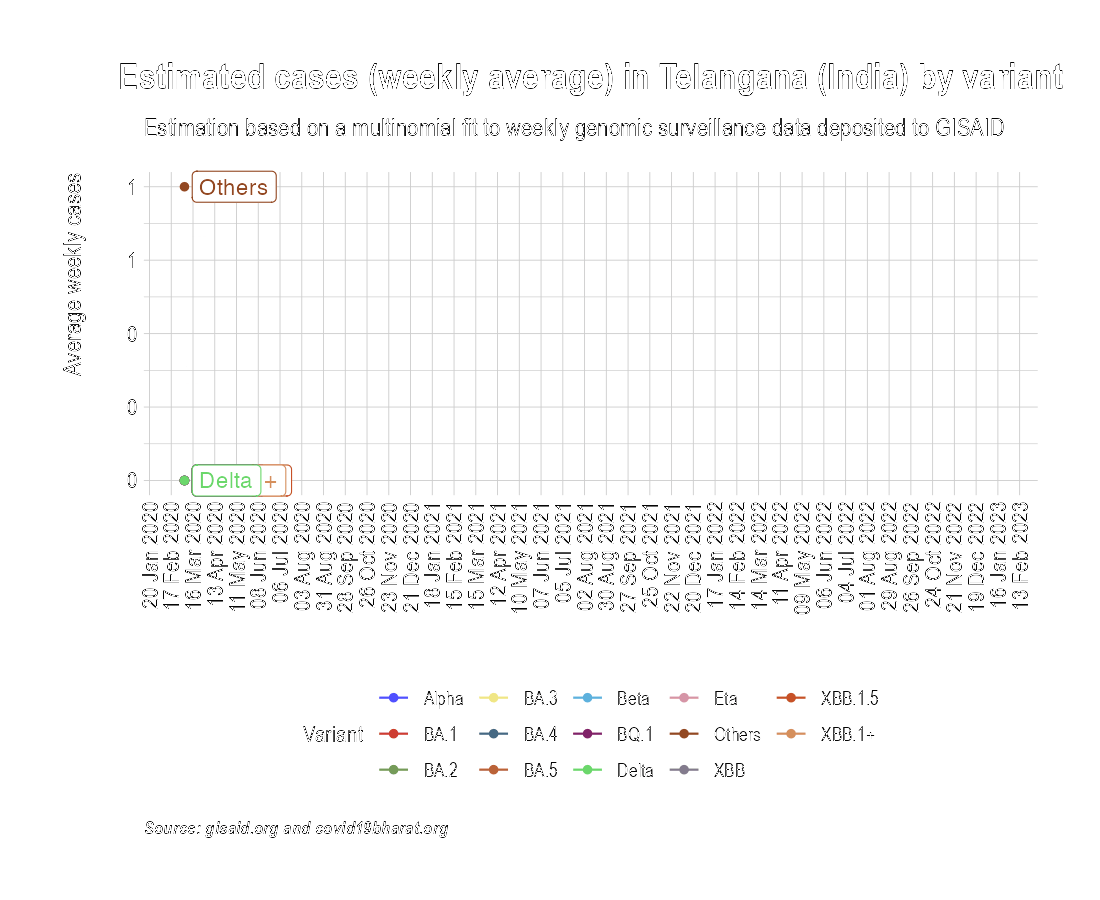 Estimated cases (weekly average) in Telangana (India) by variant
Estimation based on a multinomial fit to weekly genomic surveillance data deposited to GISAID
Average weekly cases
1
1
0
0
0
Others
Delta
+
20 Jan 2020
17 Feb 2020
16 Mar 2020
13 Apr 2020
11 May 2020
08 Jun 2020
06 Jul 2020
03 Aug 2020
31 Aug 2020
28 Sep 2020
26 Oct 2020
23 Nov 2020
21 Dec 2020
18 Jan 2021
15 Feb 2021
15 Mar 2021
12 Apr 2021
10 May 2021
07 Jun 2021
05 Jul 2021
02 Aug 2021
30 Aug 2021
27 Sep 2021
25 Oct 2021
22 Nov 2021
20 Dec 2021
17 Jan 2022
14 Feb 2022
14 Mar 2022
11 Apr 2022
09 May 2022
06 Jun 2022
04 Jul 2022
01 Aug 2022
29 Aug 2022
26 Sep 2022
24 Oct 2022
21 Nov 2022
19 Dec 2022
16 Jan 2023
13 Feb 2023
Variant
Alpha BA.3 Beta Eta XBB.1.5
BA.1 BA.4 BQ.1 Others XBB.1+
BA.2 BA.5 Delta XBB
Source: gisaid.org and covid19bharat.org